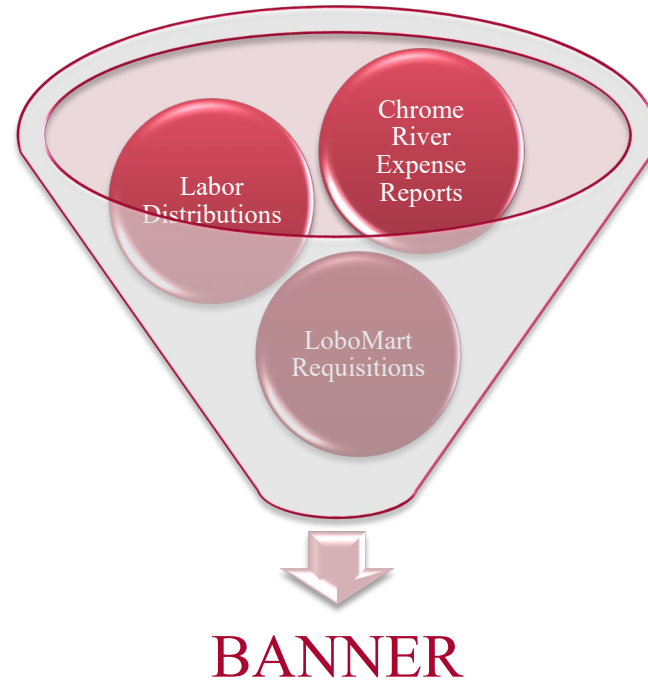 Chrome
River
Expense
Reports
Labor
Distributions
LoboMart
Requisitions
BANNER